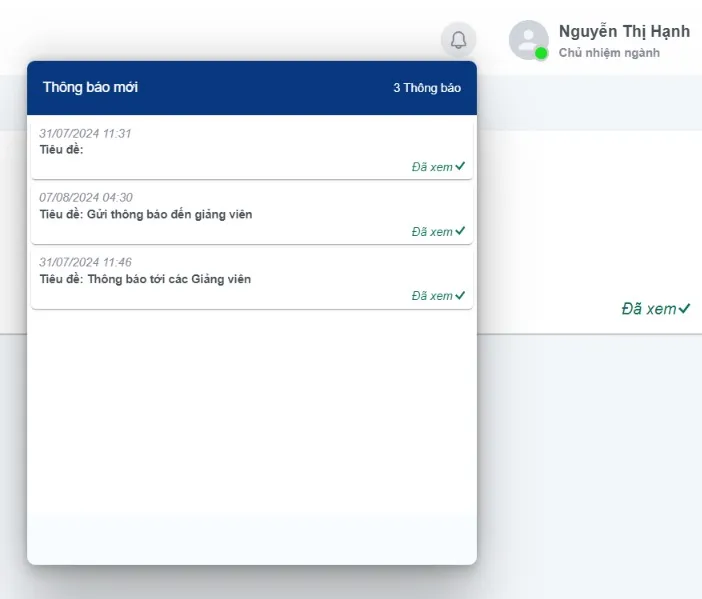 Nguyễn Thị Hạnh
Chủ nhiệm ngành
Thông báo mới
3 Thông báo
31/07/2024 11:31
Tiêu đề:
Đã xem
07/08/2024 04:30
Tiêu đề: Gửi thông báo đến giảng viên
Đã xem
31/07/2024 11:46
Tiêu đề: Thông báo tới các Giảng viên
Đã xem
Đã xem